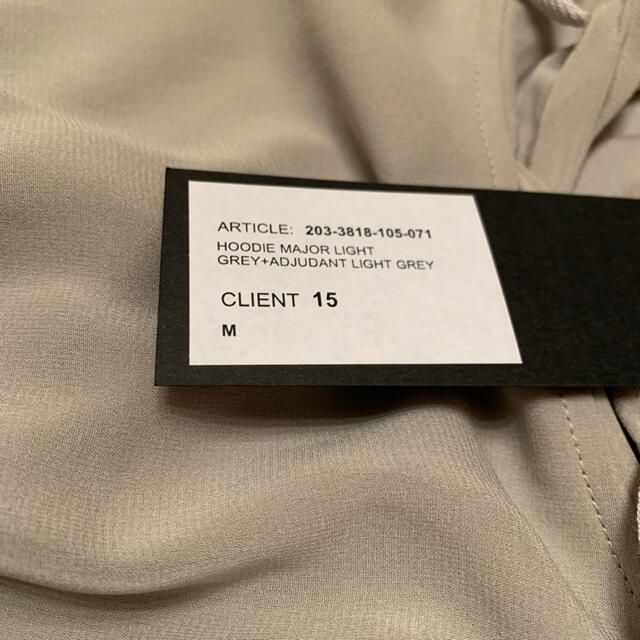 ARTICLE: 203-3818-105-071
HOODIE MAJOR LIGHT
GREY+ADJUDANT LIGHT GREY
CLIENT 15
M